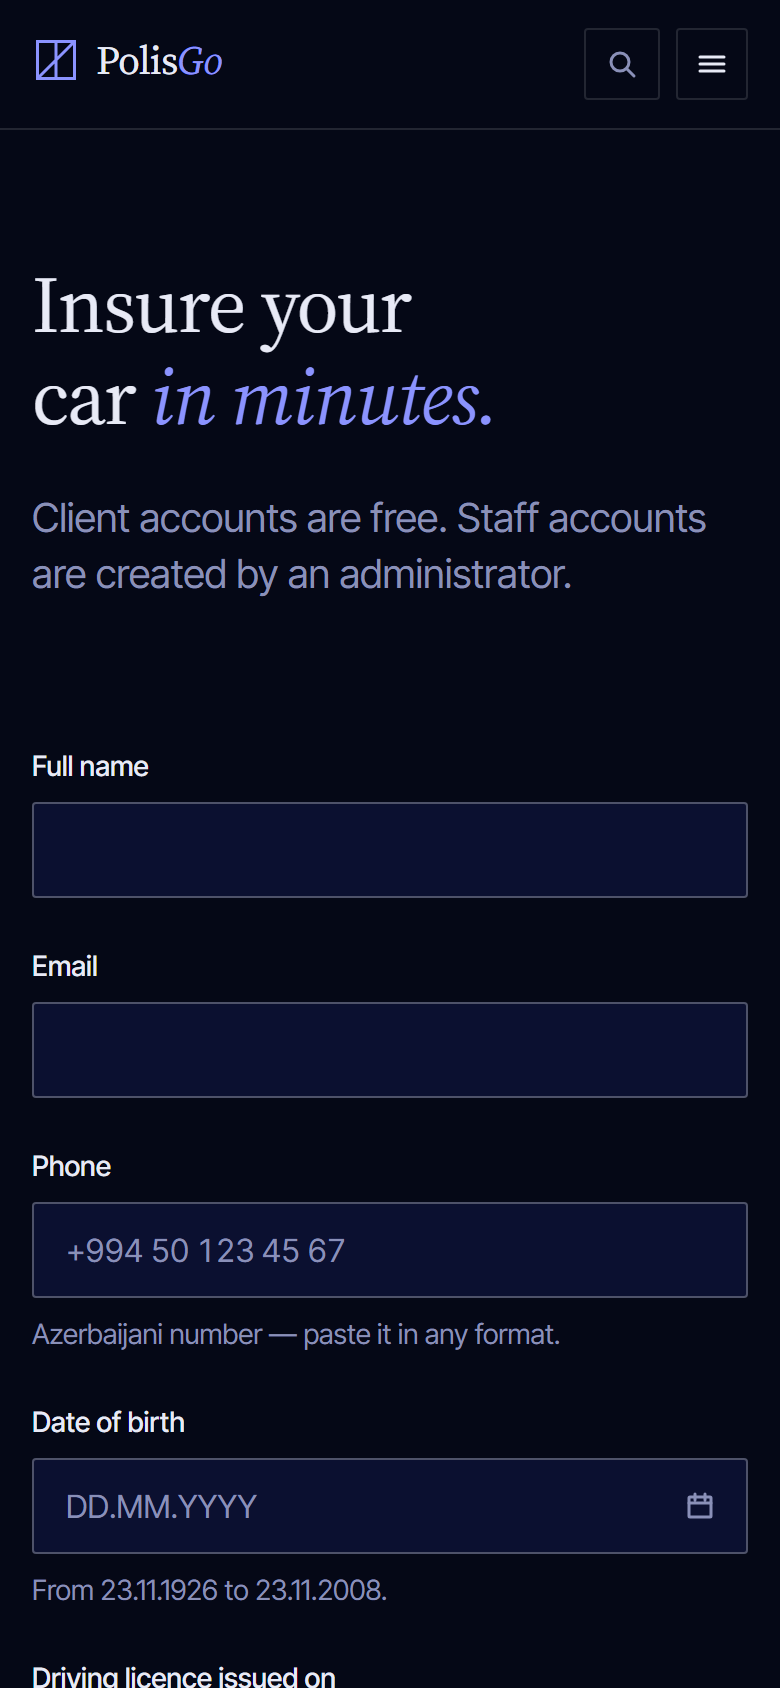 PolisGo
Insure your
car in minutes.
Client accounts are free. Staff accounts
are created by an administrator.
Full name
Email
Phone
+994 50 123 45 67
Azerbaijani number — paste it in any format.
Date of birth
DD.MM.YYYY
From 23.11.1926 to 23.11.2008.
Driving licence issued on